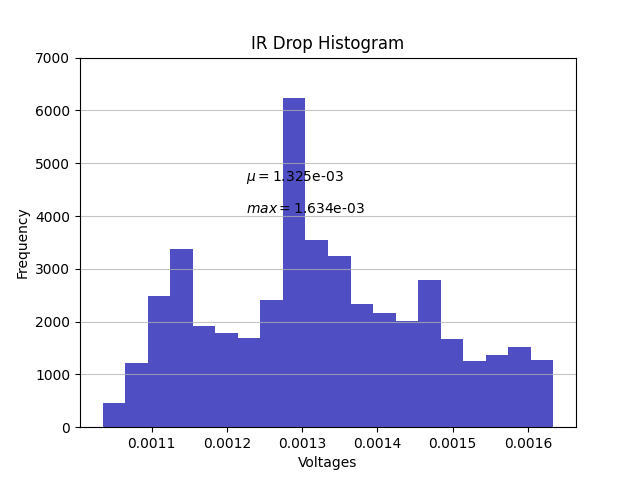 IR Drop Histogram
7000
6000
5000
4000
3000
2000
1000
0
Frequency
μ = 1.325e-03
max = 1.634e-03
0.0011 0.0012 0.0013 0.0014 0.0015 0.0016
Voltages